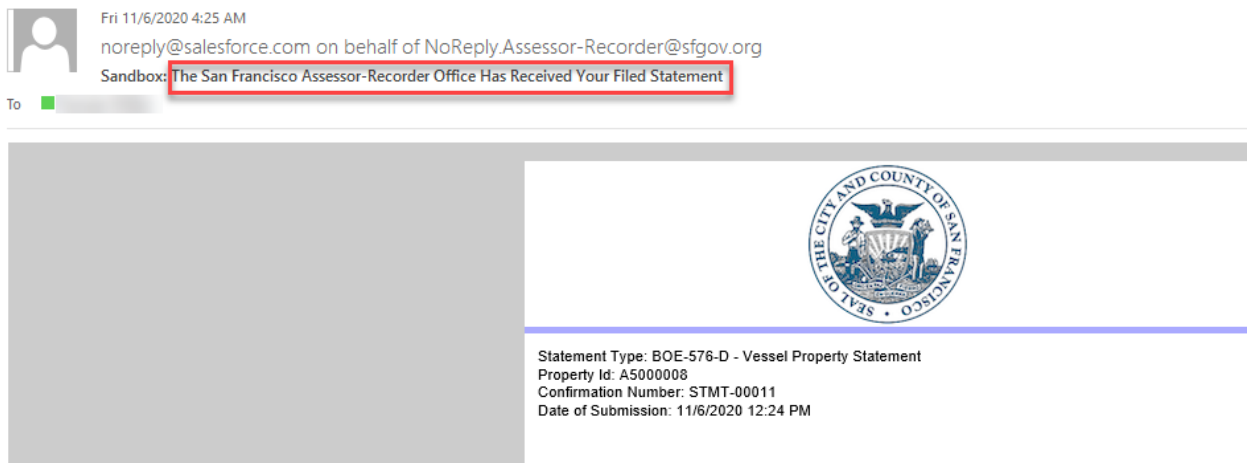 Fri 11/6/2020 4:25 AM
noreply@salesforce.com on behalf of NoReply.Assessor-Recorder@sfgov.org
Sandbox: The San Francisco Assessor-Recorder Office Has Received Your Filed Statement
To
SEAL OF THE CITY AND COUNTY OF SAN FRANCISCO
Statement Type: BOE-576-D - Vessel Property Statement
Property Id: A5000008
Confirmation Number: STMT-00011
Date of Submission: 11/6/2020 12:24 PM